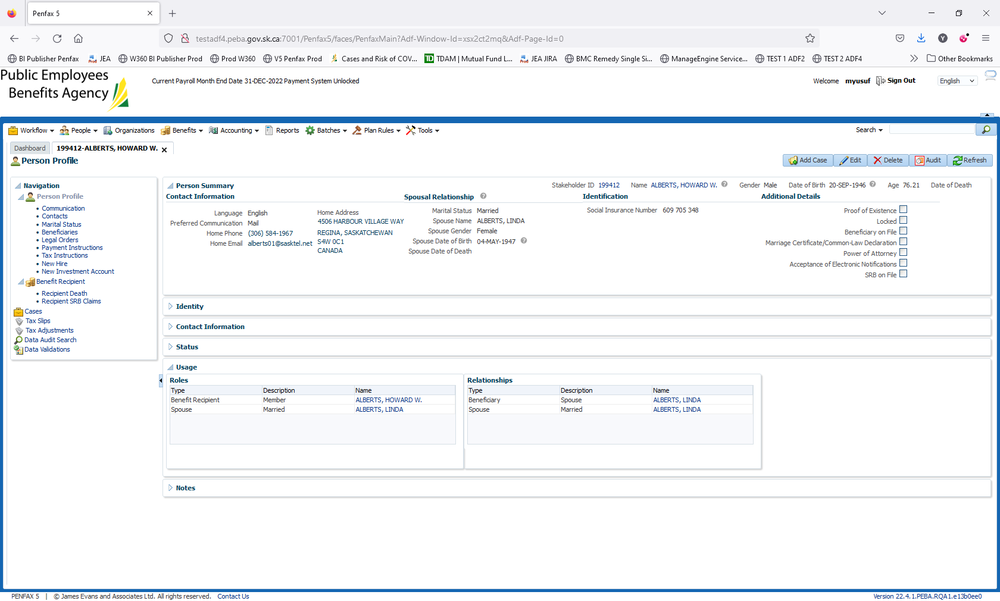 Penfax 5
testadf4.peba.gov.sk.ca:7001/Penfax5/faces/PenfaxMain?Adf-Window-Id=xsx2ct2mq&Adf-Page-Id=0
BI Publisher Penfax JEA W360 BI Publisher Prod Prod W360 V5 Penfax Prod Cases and Risk of COV... TDAM | Mutual Fund L... JEA JIRA BMC Remedy Single Si... ManageEngine Service... TEST 1 ADF2 TEST 2 ADF4 Other Bookmarks
Public Employees
Benefits Agency
Current Payroll Month End Date 31-DEC-2022 Payment System Unlocked
Welcome myusuf Sign Out English
Workflow People Organizations Benefits Accounting Reports Batches Plan Rules Tools Search
Dashboard 199412-ALBERTS, HOWARD W.
Person Profile
Add Case Edit Delete Audit Refresh
Navigation
Person Profile
Communication
Contacts
Marital Status
Beneficiaries
Legal Orders
Payment Instructions
Tax Instructions
New Hire
New Investment Account
Benefit Recipient
Recipient Death
Recipient SRB Claims
Cases
Tax Slips
Tax Adjustments
Data Audit Search
Data Validations
Person Summary Stakeholder ID 199412 Name ALBERTS, HOWARD W. Gender Male Date of Birth 20-SEP-1946 Age 76.21 Date of Death
Contact Information
Language English
Preferred Communication Mail
Home Phone (306) 584-1967
Home Email alberts01@sasktel.net
Home Address
4506 HARBOUR VILLAGE WAY
REGINA, SASKATCHEWAN
S4W 0C1
CANADA
Spousal Relationship
Marital Status Married
Spouse Name ALBERTS, LINDA
Spouse Gender Female
Spouse Date of Birth 04-MAY-1947
Spouse Date of Death
Identification
Social Insurance Number 609 705 348
Additional Details
Proof of Existence
Locked
Beneficiary on File
Marriage Certificate/Common-Law Declaration
Power of Attorney
Acceptance of Electronic Notifications
SRB on File
Identity
Contact Information
Status
Usage
Roles
Type Description Name
Benefit Recipient Member ALBERTS, HOWARD W.
Spouse Married ALBERTS, LINDA
Relationships
Type Description Name
Beneficiary Spouse ALBERTS, LINDA
Spouse Married ALBERTS, LINDA
Notes
PENFAX 5 | © James Evans and Associates Ltd. All rights reserved. Contact Us
Version 22.4.1.PEBA.RQA1.e13b0ee0